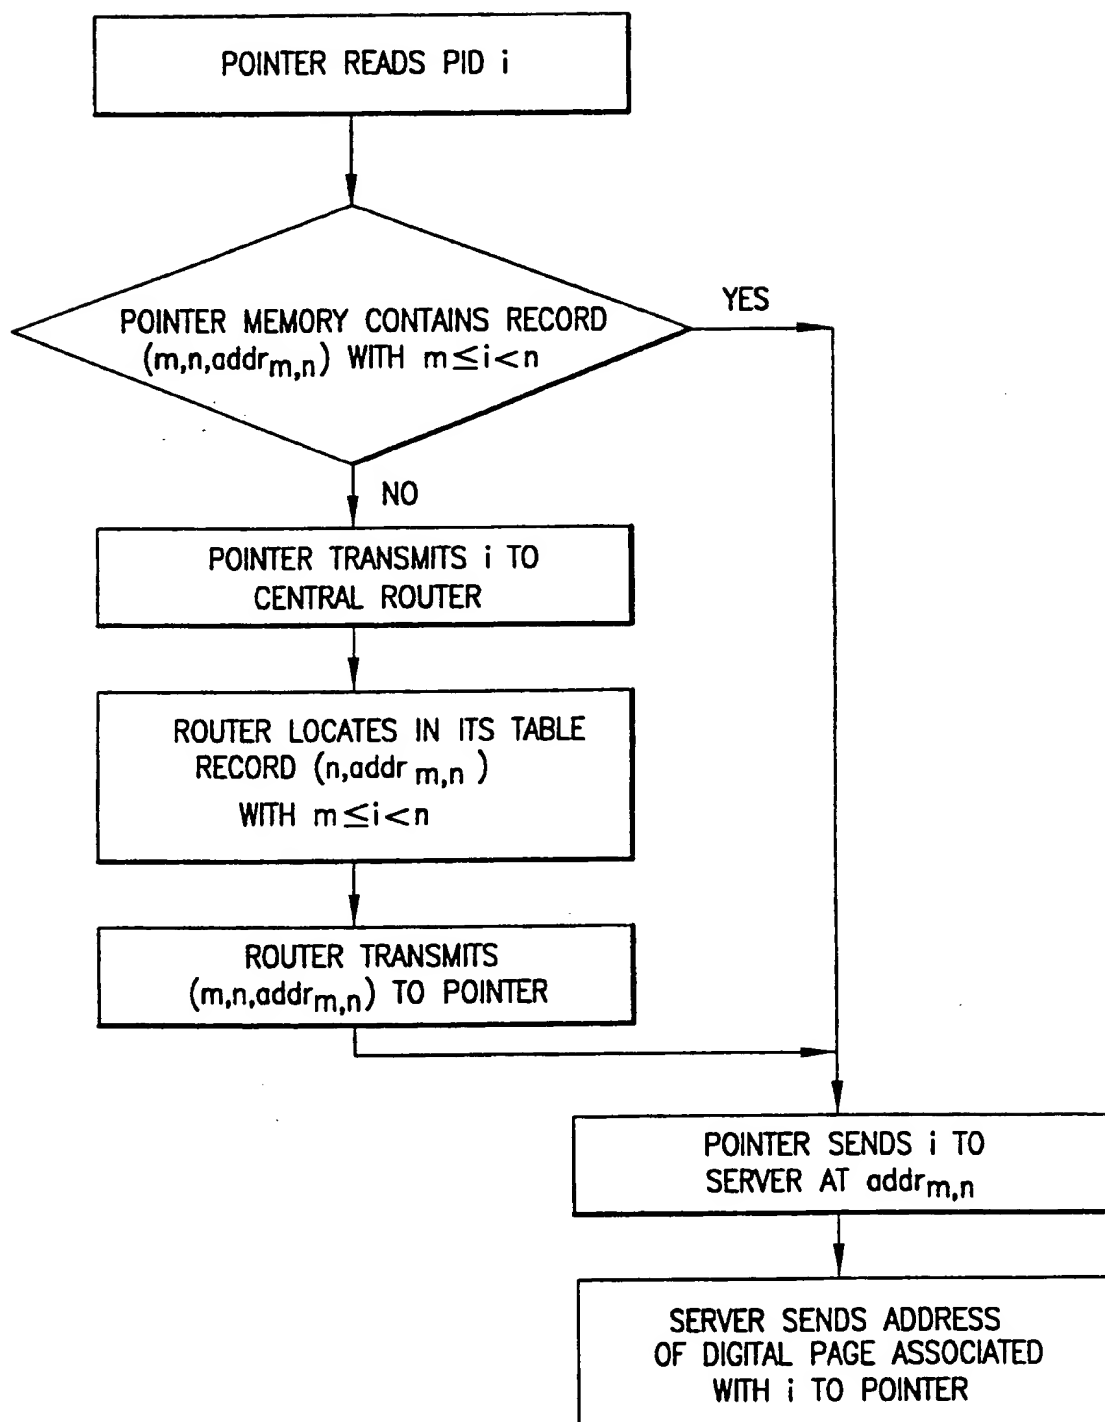 POINTER READS PID i
POINTER MEMORY CONTAINS RECORD
(m,n,addrm,n) WITH m≤i<n
YES
NO
POINTER TRANSMITS i TO
CENTRAL ROUTER
ROUTER LOCATES IN ITS TABLE
RECORD (n,addr m,n )
WITH m≤i<n
ROUTER TRANSMITS
(m,n,addrm,n) TO POINTER
POINTER SENDS i TO
SERVER AT addrm,n
SERVER SENDS ADDRESS
OF DIGITAL PAGE ASSOCIATED
WITH i TO POINTER